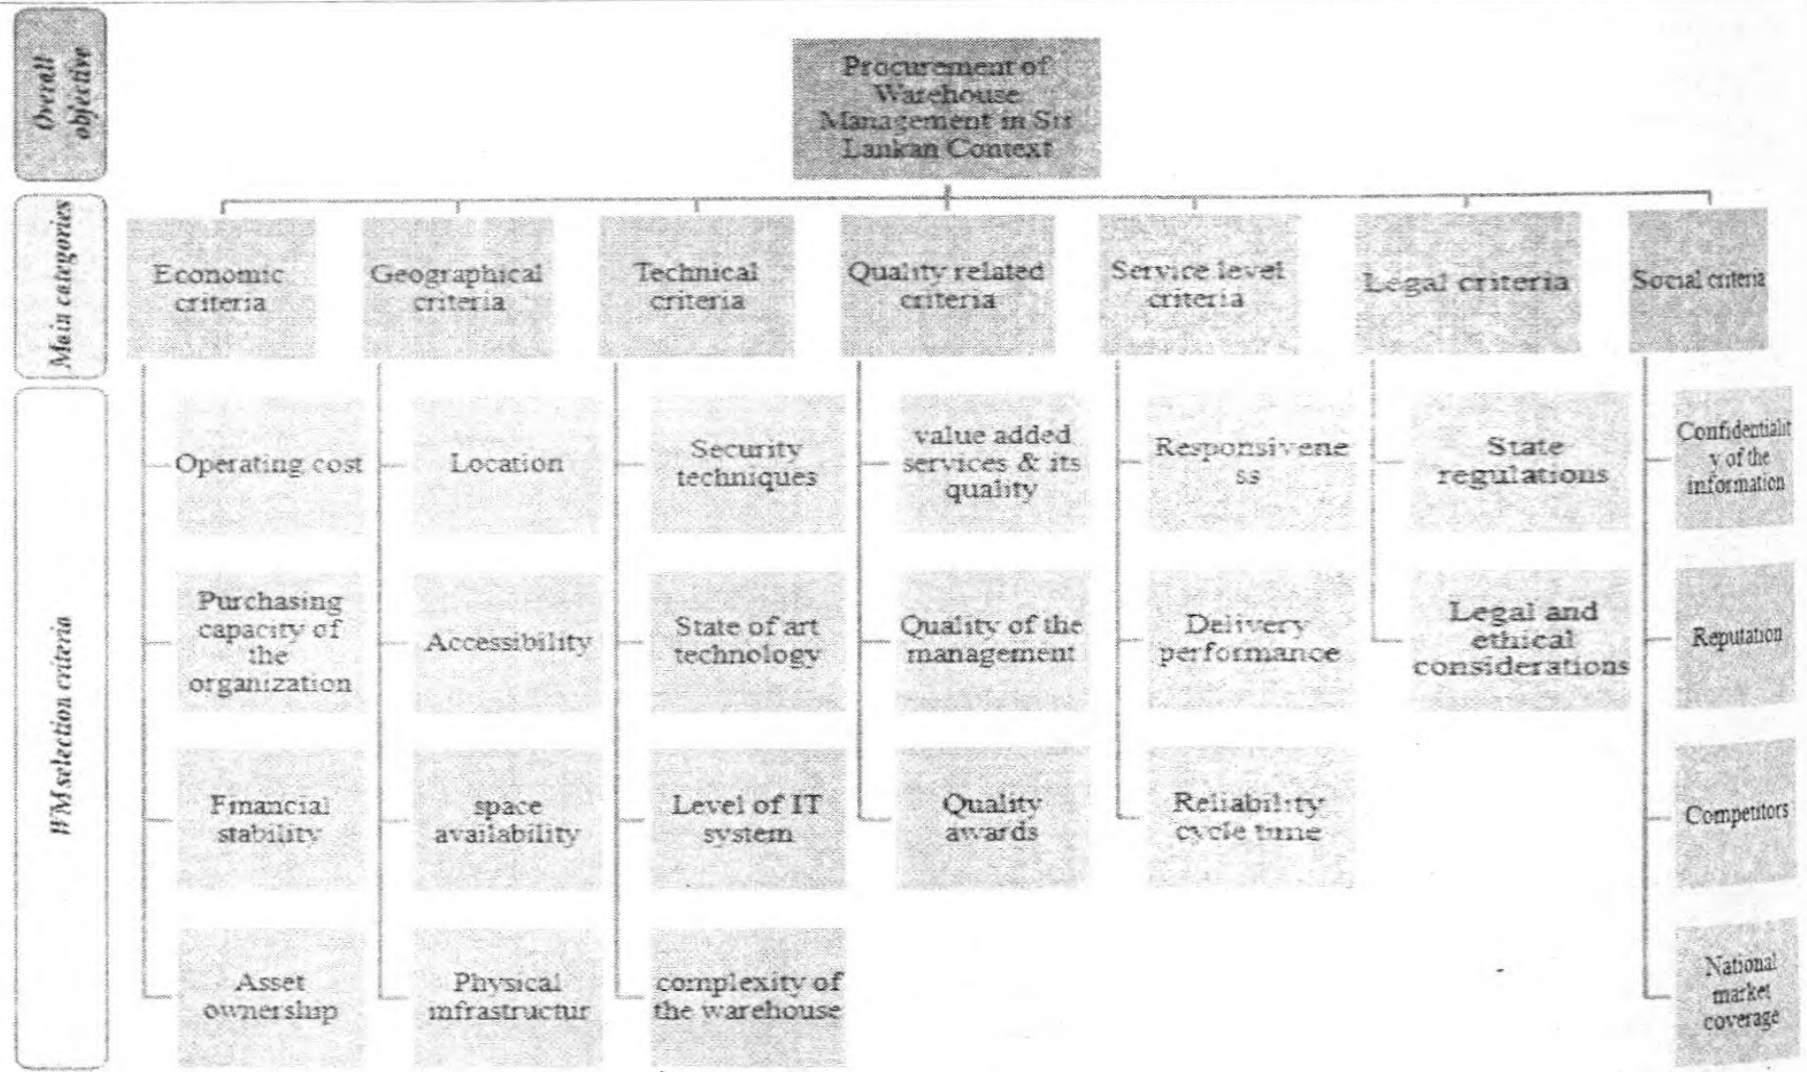 Overall
objective
Procurement of
Warehouse
Management in Sri
Lankan Context
Main categories
Economic
criteria
Geographical
criteria
Technical
criteria
Quality related
criteria
Service level
criteria
Legal criteria
Social criteria
WM selection criteria
Operating cost
Location
Security
techniques
value added
services & its
quality
Responsivene
ss
State
regulations
Confidentialit
y of the
information
Purchasing
capacity of
the
organization
Accessibility
State of art
technology
Quality of the
management
Delivery
performance
Legal and
ethical
considerations
Reputation
Financial
stability
space
availability
Level of IT
system
Quality
awards
Reliability
cycle time
Competitors
Asset
ownership
Physical
infrastructur
complexity of
the warehouse
National
market
coverage